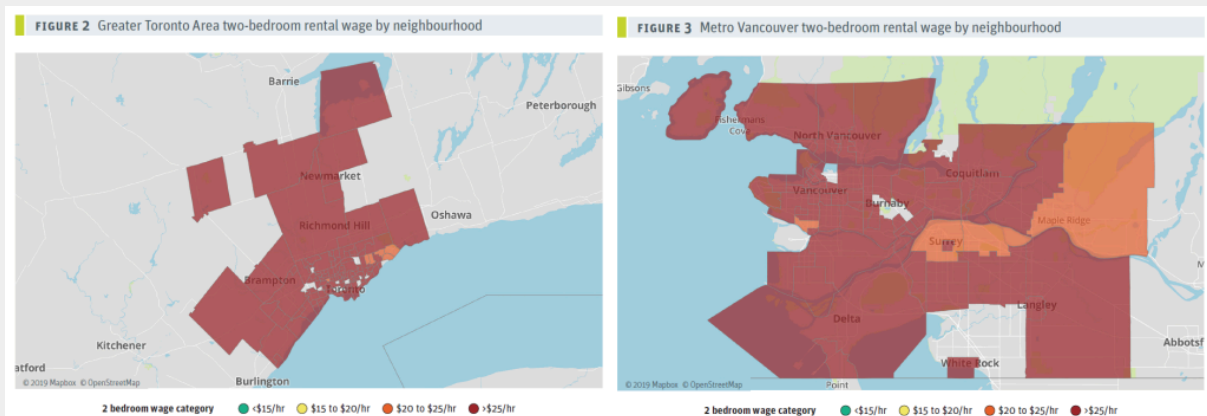 FIGURE 2 Greater Toronto Area two-bedroom rental wage by neighbourhood
Barrie
Peterborough
Newmarket
Oshawa
Richmond Hill
Brampton
Toronto
Kitchener
atford
Burlington
© 2019 Mapbox © OpenStreetMap
2 bedroom wage category <$15/hr $15 to $20/hr $20 to $25/hr >$25/hr
FIGURE 3 Metro Vancouver two-bedroom rental wage by neighbourhood
Gibsons
Fishermans
Cove
North Vancouver
Coquitlam
Vancouver
Burnaby
Maple Ridge
Surrey
M
Langley
Delta
Abbotsf
White Rock
Point
© 2019 Mapbox © OpenStreetMap
2 bedroom wage category <$15/hr $15 to $20/hr $20 to $25/hr >$25/hr